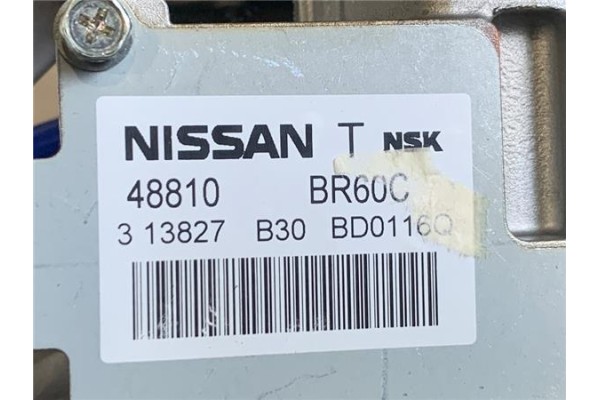 NISSAN T NSK
48810 BR60C
3 13827 B30 BD0116Q